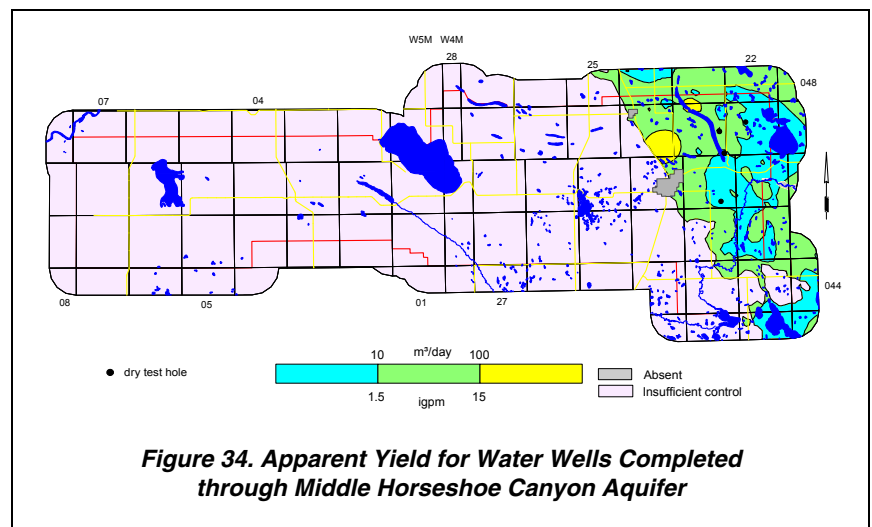 W5M W4M
28
25
22
07
04
048
044
08
05
01
27
10 m³/day 100
dry test hole
Absent
Insufficient control
1.5 igpm 15
Figure 34. Apparent Yield for Water Wells Completed
through Middle Horseshoe Canyon Aquifer